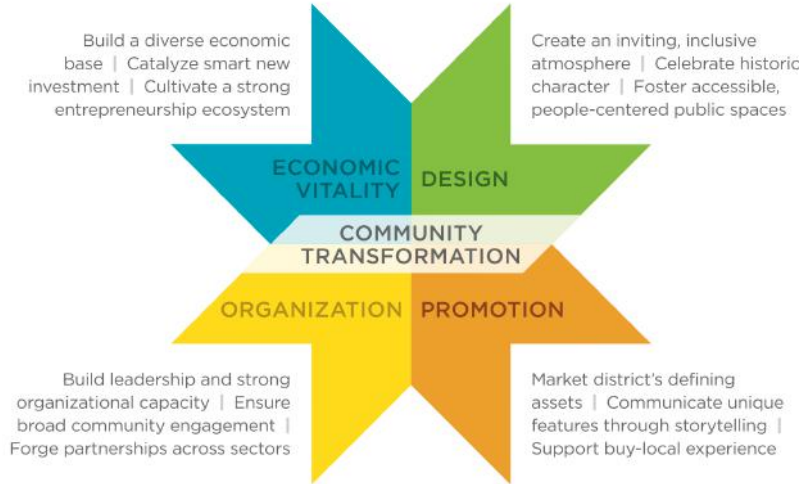 Build a diverse economic
base | Catalyze smart new
investment | Cultivate a strong
entrepreneurship ecosystem
Create an inviting, inclusive
atmosphere | Celebrate historic
character | Foster accessible,
people-centered public spaces
ECONOMIC
VITALITY
DESIGN
COMMUNITY
TRANSFORMATION
ORGANIZATION
PROMOTION
Build leadership and strong
organizational capacity | Ensure
broad community engagement |
Forge partnerships across sectors
Market district's defining
assets | Communicate unique
features through storytelling |
Support buy-local experience